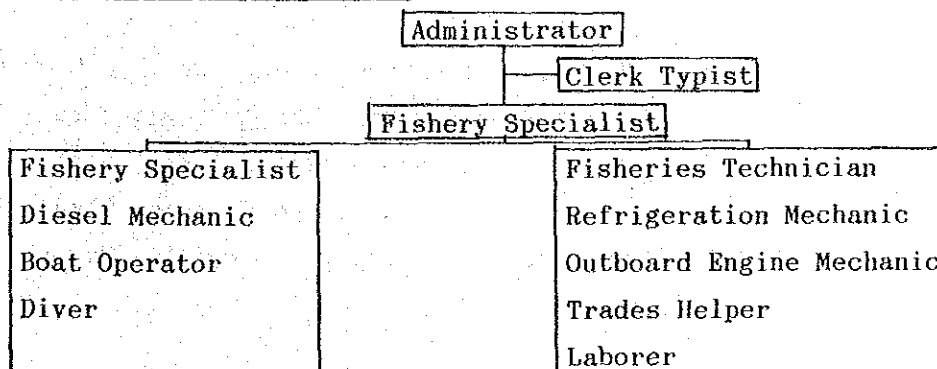 Administrator
Clerk Typist
Fishery Specialist
Fishery Specialist
Diesel Mechanic
Boat Operator
Diver
Fisheries Technician
Refrigeration Mechanic
Outboard Engine Mechanic
Trades Helper
Laborer